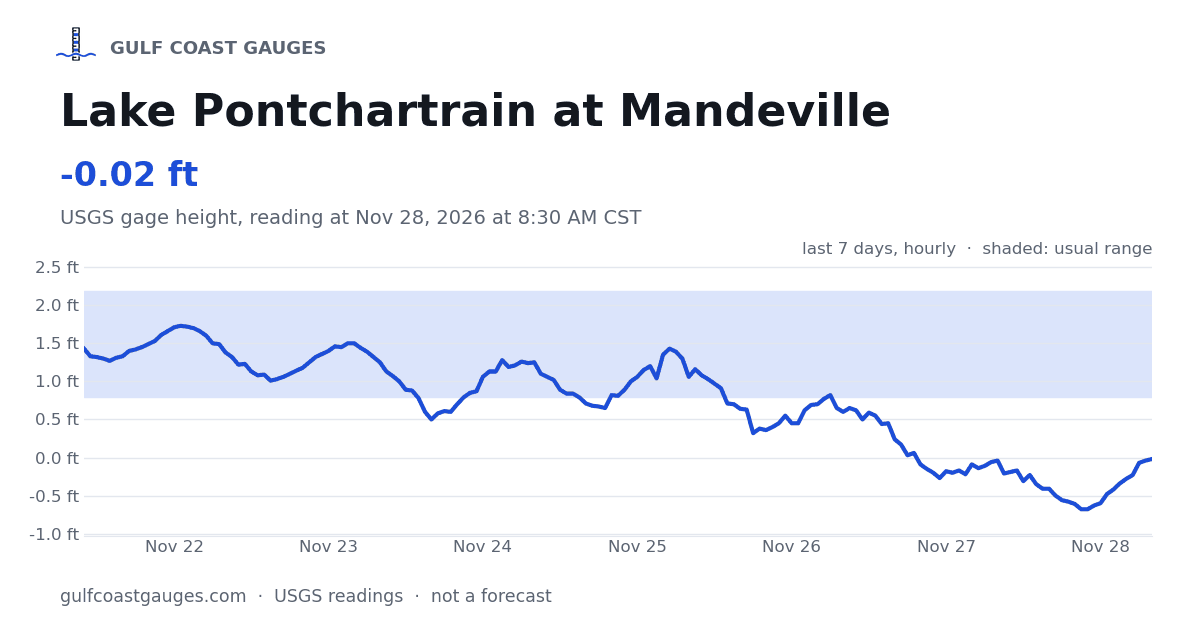 GULF COAST GAUGES
Lake Pontchartrain at Mandeville
-0.02 ft
USGS gage height, reading at Nov 28, 2026 at 8:30 AM CST
last 7 days, hourly · shaded: usual range
2.5 ft
2.0 ft
1.5 ft
1.0 ft
0.5 ft
0.0 ft
-0.5 ft
-1.0 ft
Nov 22 Nov 23 Nov 24 Nov 25 Nov 26 Nov 27 Nov 28
gulfcoastgauges.com · USGS readings · not a forecast